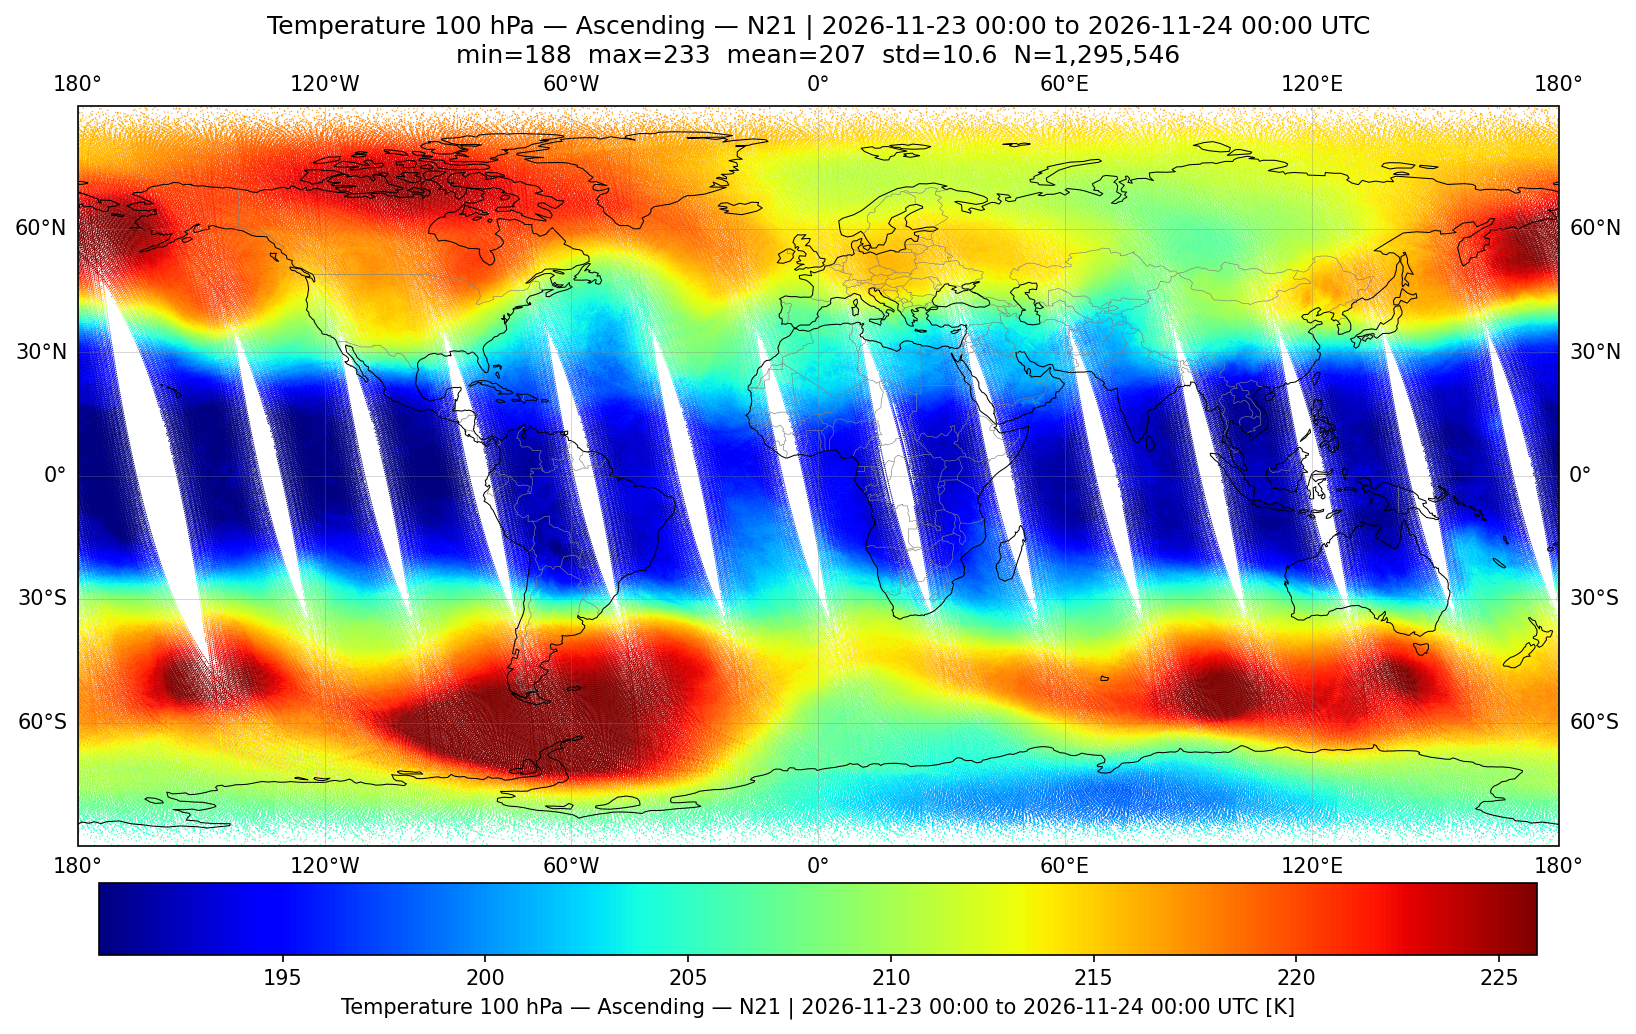 Temperature 100 hPa — Ascending — N21 | 2026-11-23 00:00 to 2026-11-24 00:00 UTC
min=188  max=233  mean=207  std=10.6  N=1,295,546
180° 120°W 60°W 0° 60°E 120°E 180°
60°N 60°N
30°N 30°N
0° 0°
30°S 30°S
60°S 60°S
180° 120°W 60°W 0° 60°E 120°E 180°
195 200 205 210 215 220 225
Temperature 100 hPa — Ascending — N21 | 2026-11-23 00:00 to 2026-11-24 00:00 UTC [K]